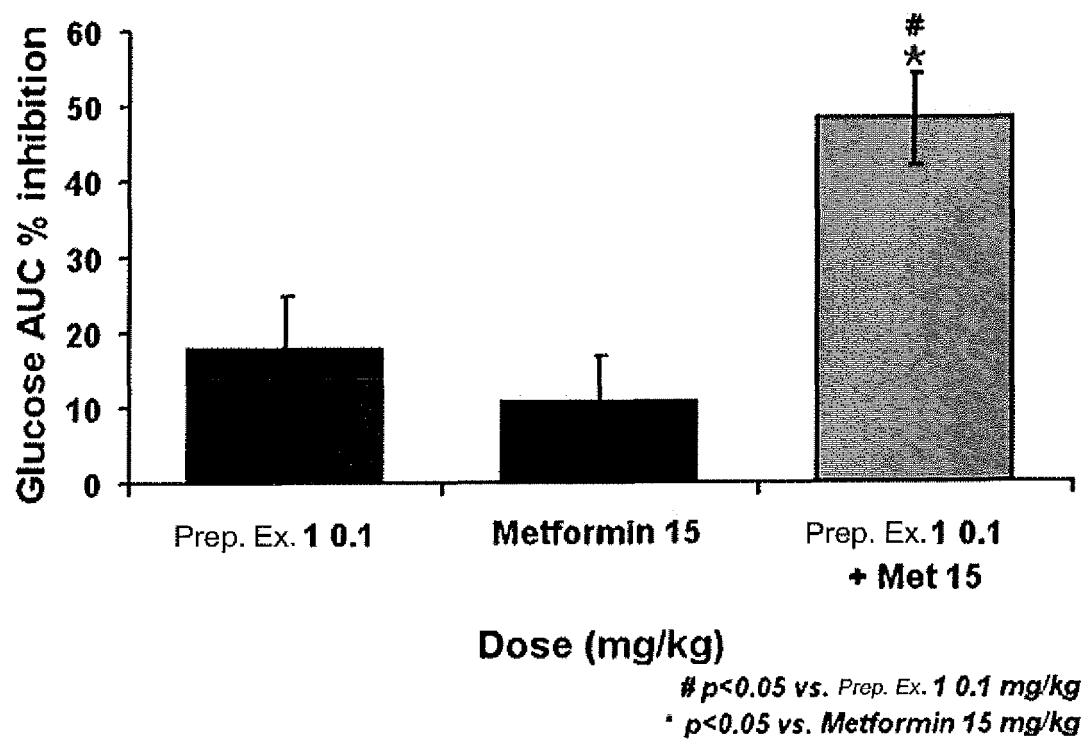 Glucose AUC % inhibition
60
50
40
30
20
10
0
#
*
Prep. Ex. 1 0.1
Metformin 15
Prep. Ex. 1 0.1
+ Met 15
Dose (mg/kg)
# p<0.05 vs. Prep. Ex. 1 0.1 mg/kg
* p<0.05 vs. Metformin 15 mg/kg